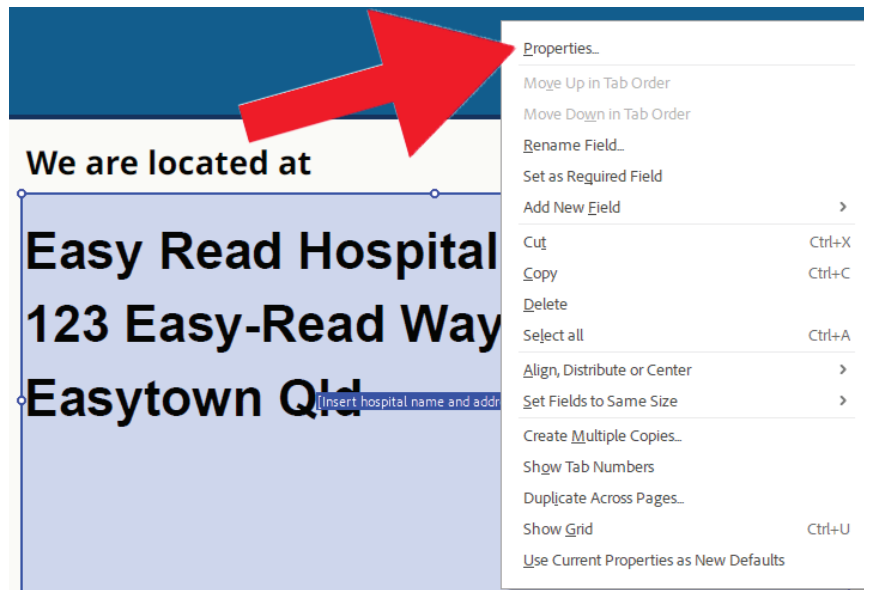 We are located at
Easy Read Hospital
123 Easy-Read Way
Easytown Qld
[Insert hospital name and addr
Properties...
Move Up in Tab Order
Move Down in Tab Order
Rename Field...
Set as Required Field
Add New Field >
Cut Ctrl+X
Copy Ctrl+C
Delete
Select all Ctrl+A
Align, Distribute or Center >
Set Fields to Same Size >
Create Multiple Copies...
Show Tab Numbers
Duplicate Across Pages...
Show Grid Ctrl+U
Use Current Properties as New Defaults